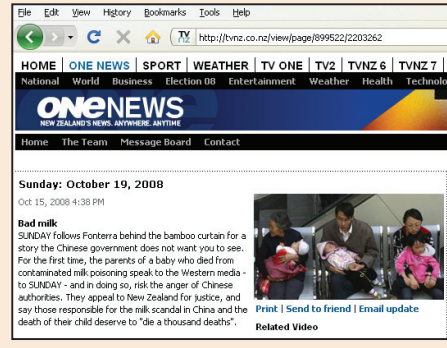 File Edit View History Bookmarks Tools Help
TV NZ http://tvnz.co.nz/view/page/899522/2203262
HOME | ONE NEWS | SPORT | WEATHER | TV ONE | TV2 | TVNZ 6 | TVNZ 7 |
National World Business Election 08 Entertainment Weather Health Technolo
ONE NEWS
NEW ZEALAND'S NEWS. ANYWHERE. ANYTIME
Home The Team Message Board Contact
Sunday: October 19, 2008
Oct 15, 2008 4:38 PM
Bad milk
SUNDAY follows Fonterra behind the bamboo curtain for a
story the Chinese government does not want you to see.
For the first time, the parents of a baby who died from
contaminated milk poisoning speak to the Western media -
to SUNDAY - and in doing so, risk the anger of Chinese
authorities. They appeal to New Zealand for justice, and
say those responsible for the milk scandal in China and the
death of their child deserve to "die a thousand deaths".
Print | Send to friend | Email update
Related Video